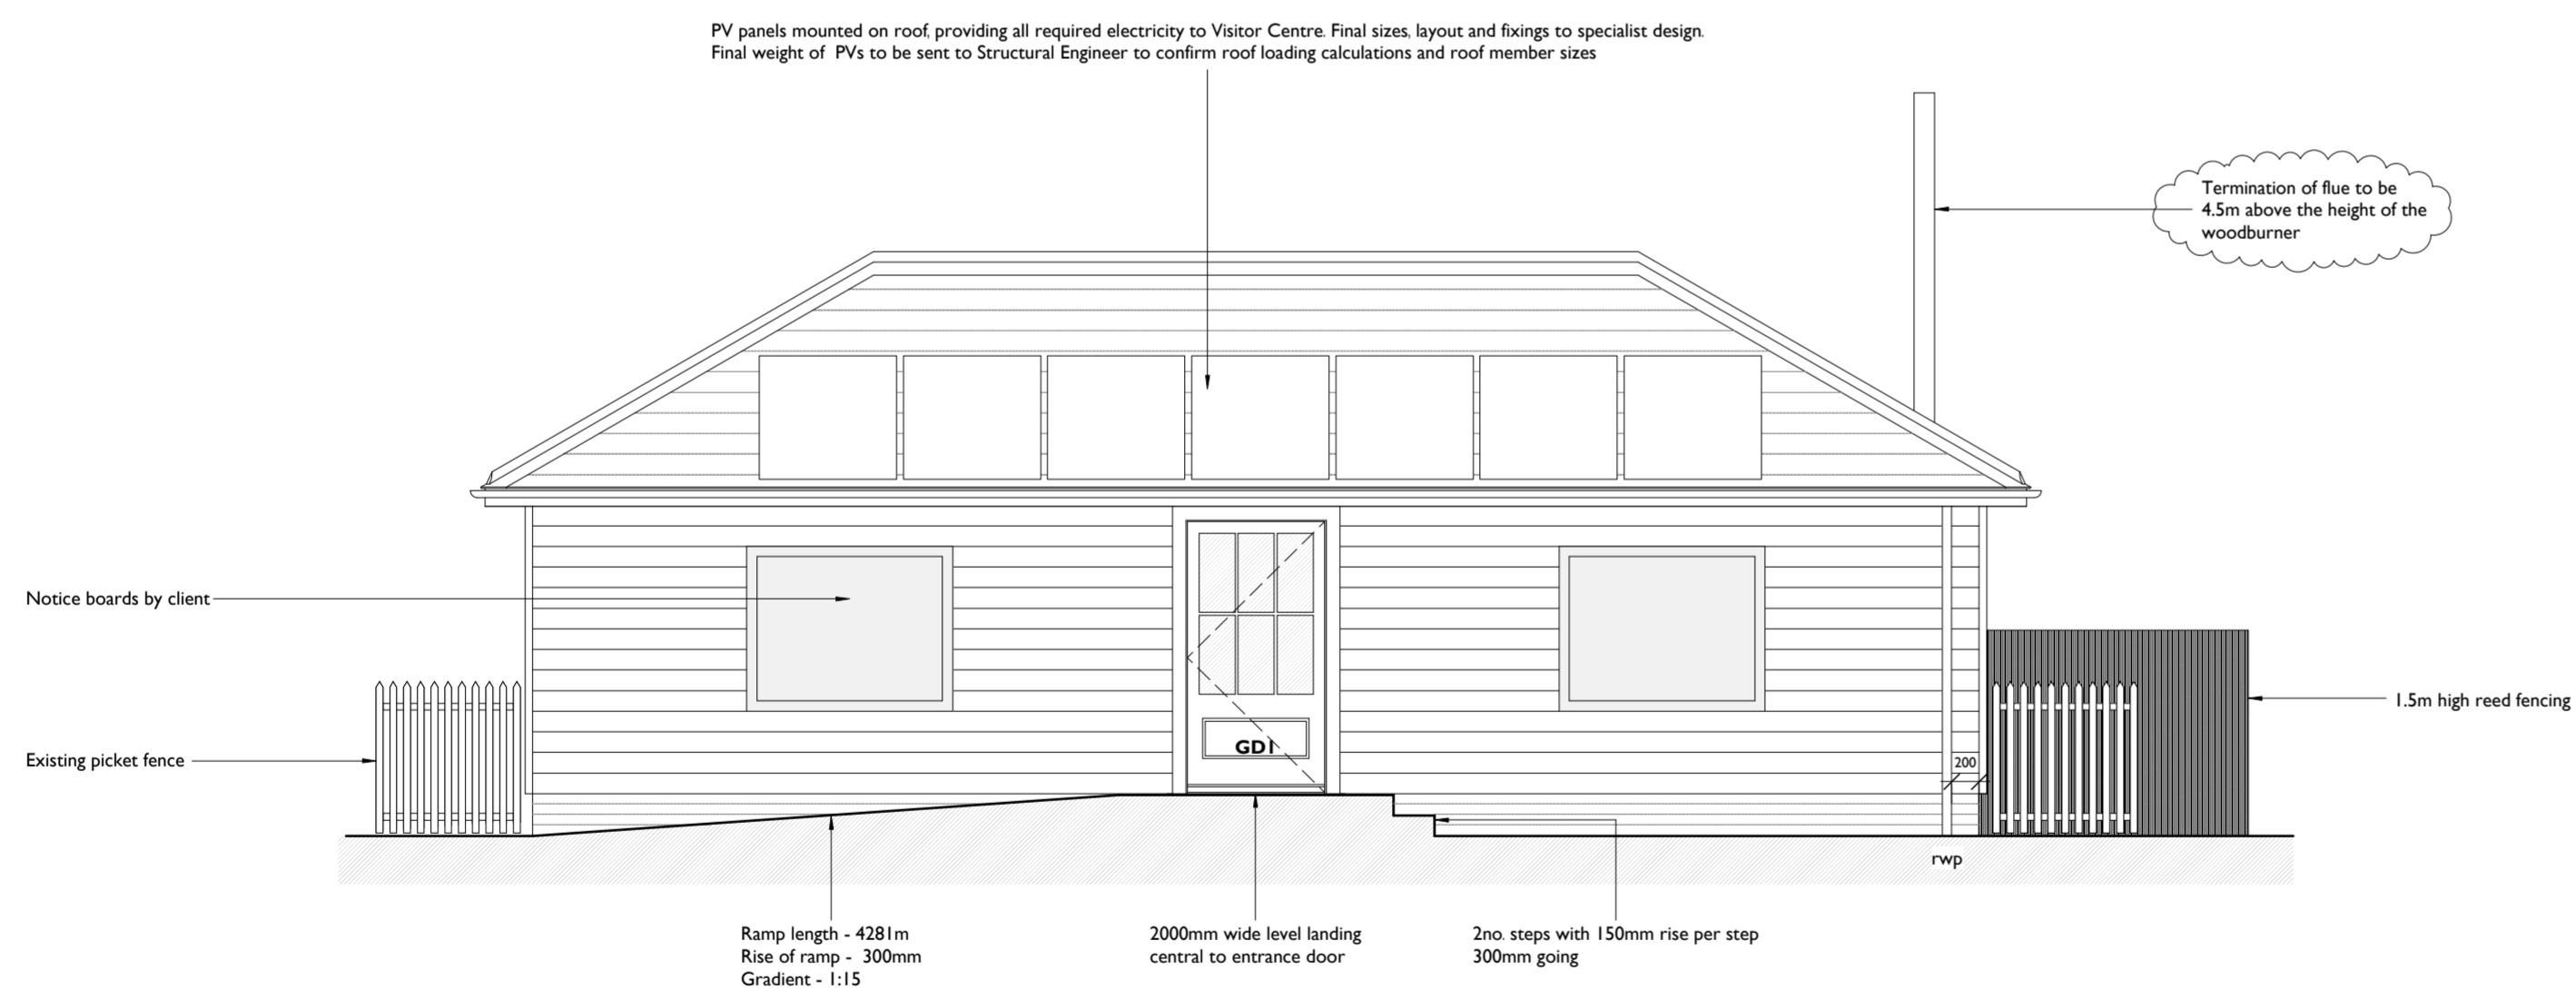 PV panels mounted on roof, providing all required electricity to Visitor Centre. Final sizes, layout and fixings to specialist design.
Final weight of PVs to be sent to Structural Engineer to confirm roof loading calculations and roof member sizes
Termination of flue to be
4.5m above the height of the
woodburner
Notice boards by client
1.5m high reed fencing
GD1
Existing picket fence
200
rwp
Ramp length - 4281m
Rise of ramp - 300mm
Gradient - 1:15
2000mm wide level landing
central to entrance door
2no. steps with 150mm rise per step
300mm going